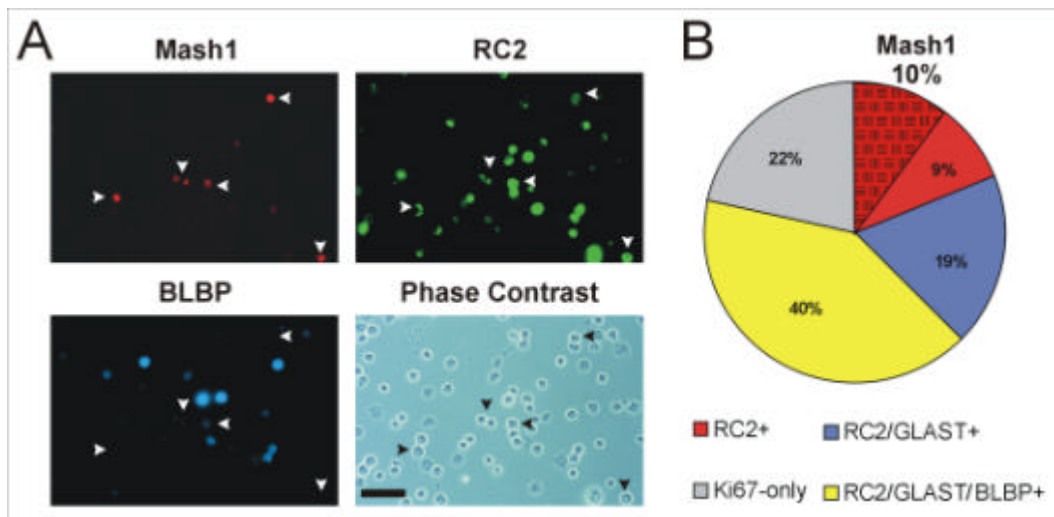 A
Mash1
RC2
BLBP
Phase Contrast
B
Mash1
10%
9%
19%
40%
22%
RC2+
RC2/GLAST+
Ki67-only
RC2/GLAST/BLBP+